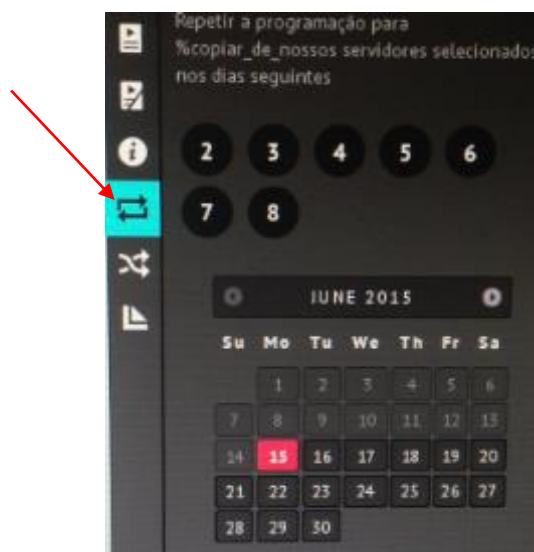 Repetir a programação para
%copiar_de_nossos servidores selecionados
nos dias seguintes
2 3 4 5 6
7 8
JUNE 2015
Su Mo Tu We Th Fr Sa
1 2 3 4 5 6
7 8 9 10 11 12 13
14 15 16 17 18 19 20
21 22 23 24 25 26 27
28 29 30